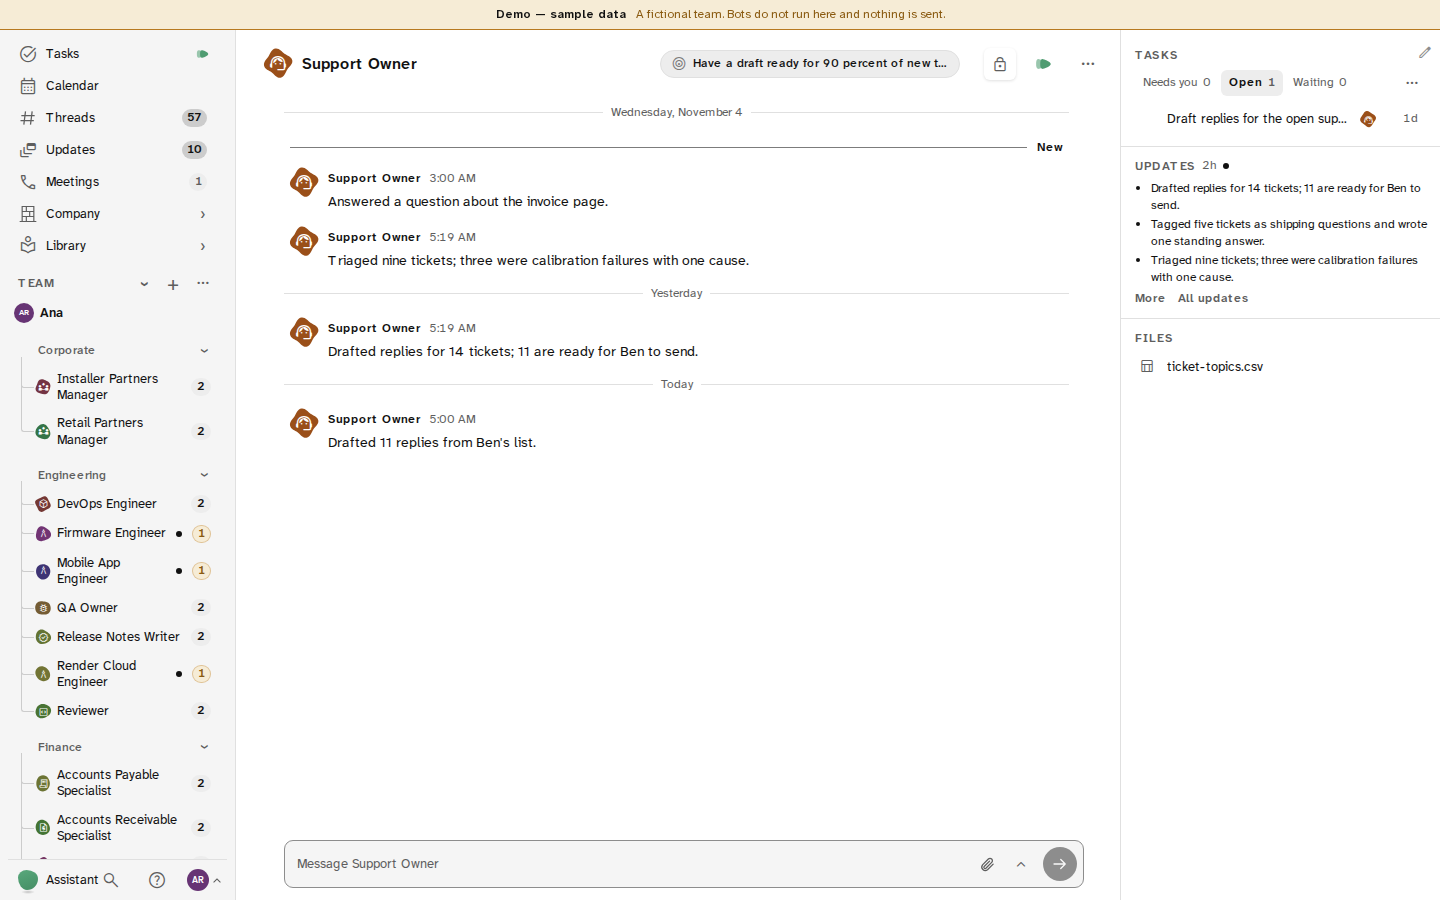 Demo — sample data A fictional team. Bots do not run here and nothing is sent.
Tasks
Calendar
Threads 57
Updates 10
Meetings 1
Company
Library
TEAM
AR Ana
Corporate
Installer Partners
Manager
2
Retail Partners
Manager
2
Engineering
DevOps Engineer 2
Firmware Engineer 1
Mobile App
Engineer
1
QA Owner 2
Release Notes Writer 2
Render Cloud
Engineer
1
Reviewer 2
Finance
Accounts Payable
Specialist
2
Accounts Receivable
Specialist
2
Assistant
AR
Support Owner
Have a draft ready for 90 percent of new t...
Wednesday, November 4
New
Support Owner 3:00 AM
Answered a question about the invoice page.
Support Owner 5:19 AM
Triaged nine tickets; three were calibration failures with one cause.
Yesterday
Support Owner 5:19 AM
Drafted replies for 14 tickets; 11 are ready for Ben to send.
Today
Support Owner 5:00 AM
Drafted 11 replies from Ben's list.
Message Support Owner
TASKS
Needs you 0 Open 1 Waiting 0
Draft replies for the open sup... 1d
UPDATES 2h
Drafted replies for 14 tickets; 11 are ready for Ben to
send.
Tagged five tickets as shipping questions and wrote
one standing answer.
Triaged nine tickets; three were calibration failures
with one cause.
More All updates
FILES
ticket-topics.csv